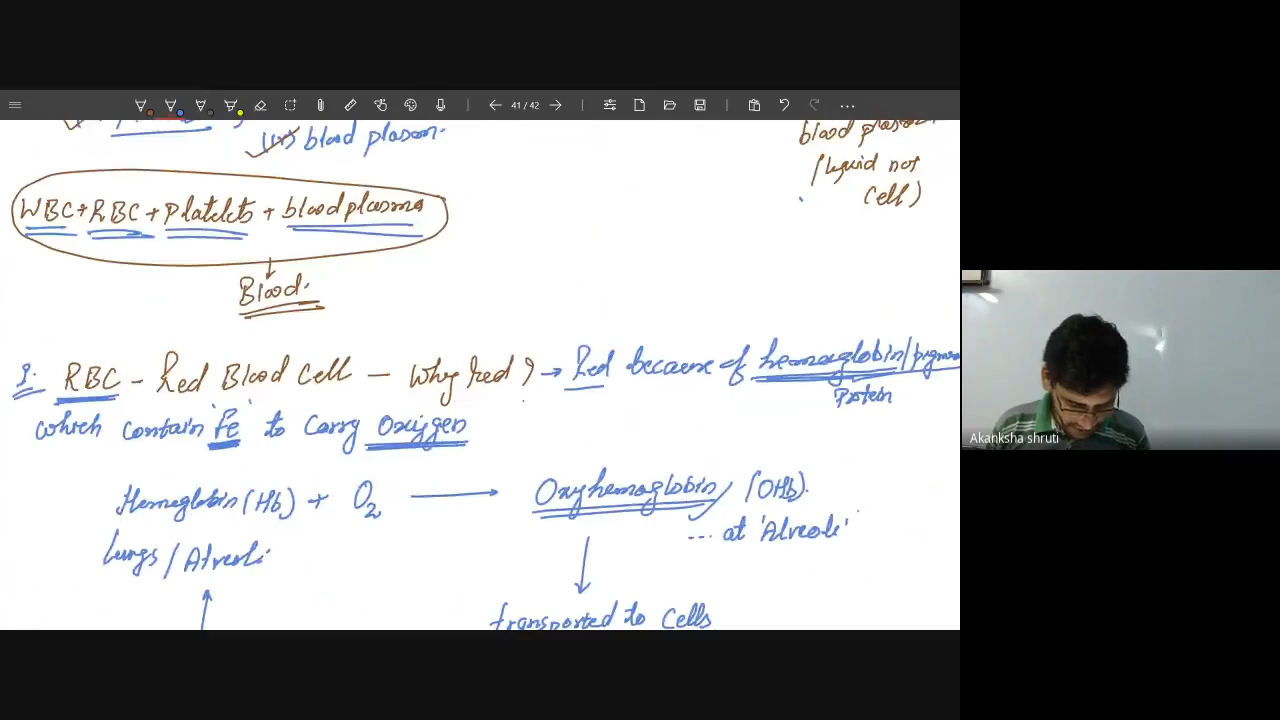 41 / 42
(iv) blood plasm.
blood plasma
(liquid not
cell)
WBC + RBC + Platelets + blood plasma
Blood.
1. RBC - Red Blood Cell - Why Red? → Red because of hemoglobin/pigmen
Protein
which contain 'Fe' to Carry Oxygen
Hemoglobin (Hb) + O2 → Oxyhemoglobin (OHb).
... at 'Alveoli'
Lungs / Alveoli
transported to Cells
Akanksha shruti